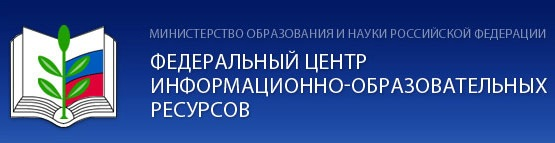 МИНИСТЕРСТВО ОБРАЗОВАНИЯ И НАУКИ РОССИЙСКОЙ ФЕДЕРАЦИИ
ФЕДЕРАЛЬНЫЙ ЦЕНТР
ИНФОРМАЦИОННО-ОБРАЗОВАТЕЛЬНЫХ
РЕСУРСОВ